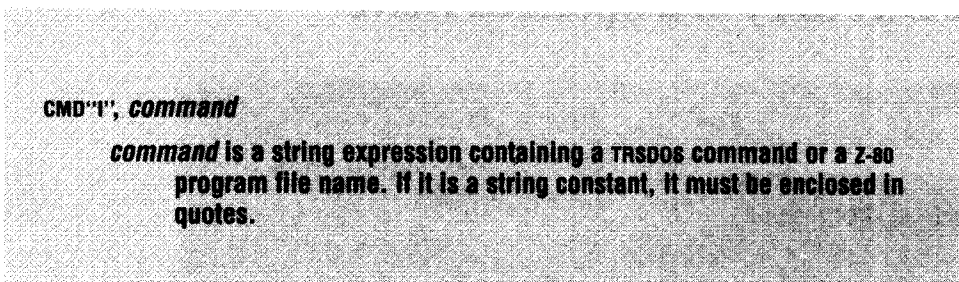 CMD"I", command
command is a string expression containing a TRSDOS command or a Z-80
program file name. If it is a string constant, it must be enclosed in
quotes.